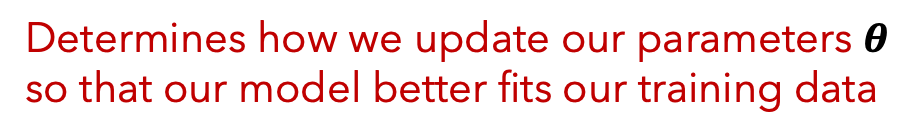 Determines how we update our parameters θ
so that our model better fits our training data